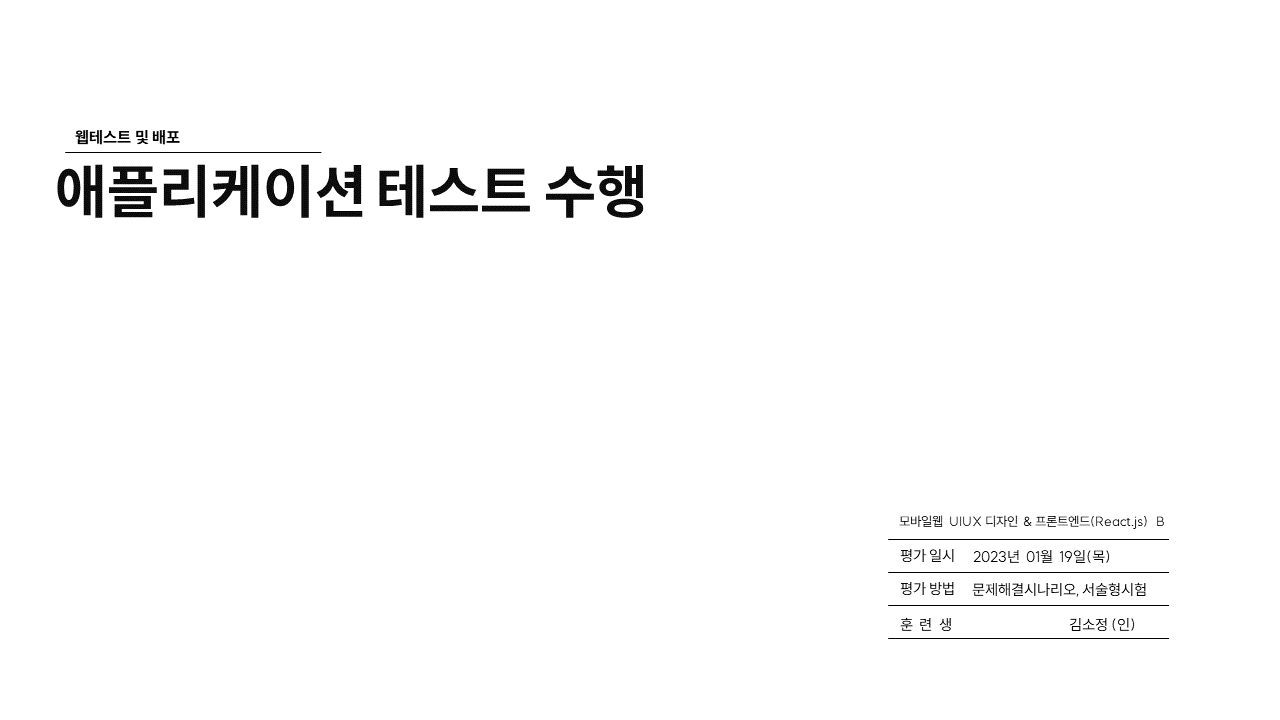 웹테스트 및 배포
애플리케이션 테스트 수행
모바일웹 UIUX 디자인 & 프론트엔드(React.js) B
평가 일시 2023년 01월 19일(목)
평가 방법 문제해결시나리오, 서술형시험
훈 련 생 김소정 (인)